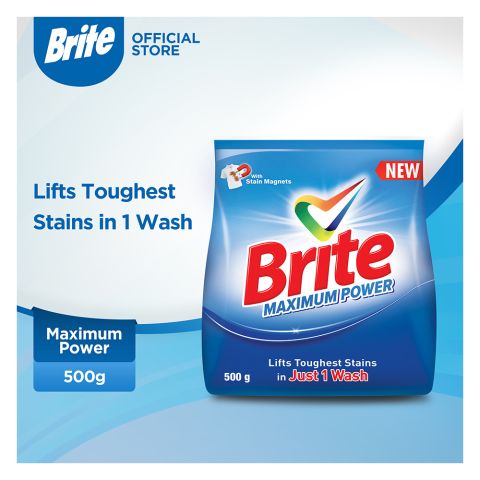 Brite
OFFICIAL
STORE
Lifts Toughest
Stains in 1 Wash
Maximum
Power
500g
With
Stain Magnets
NEW
Brite
MAXIMUM POWER
Lifts Toughest Stains
in Just 1 Wash
500 g